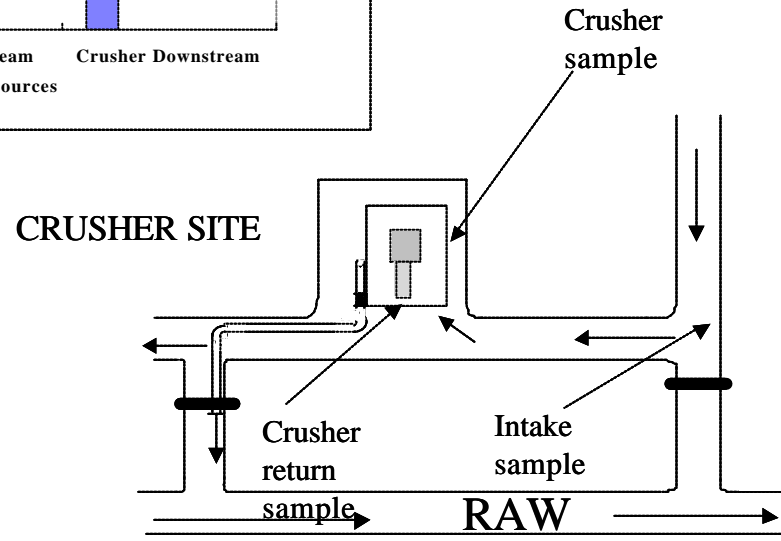 Crusher
sample
eam
Crusher Downstream
ources
CRUSHER SITE
Crusher
return
sample
Intake
sample
RAW